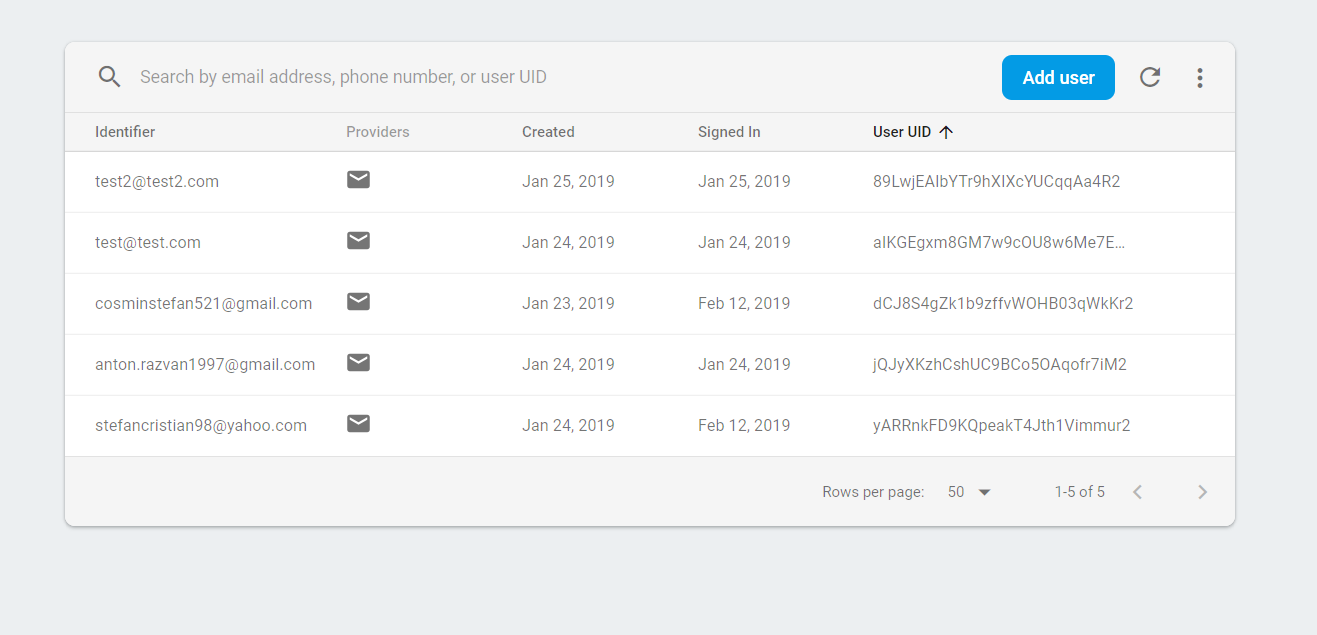 Search by email address, phone number, or user UID Add user
Identifier Providers Created Signed In User UID
test2@test2.com Jan 25, 2019 Jan 25, 2019 89LwjEAIbYTr9hXIXcYUCqqAa4R2
test@test.com Jan 24, 2019 Jan 24, 2019 alKGEgxm8GM7w9cOU8w6Me7E…
cosminstefan521@gmail.com Jan 23, 2019 Feb 12, 2019 dCJ8S4gZk1b9zffvWOHB03qWkKr2
anton.razvan1997@gmail.com Jan 24, 2019 Jan 24, 2019 jQJyXKzhCshUC9BCo5OAqofr7iM2
stefancristian98@yahoo.com Jan 24, 2019 Feb 12, 2019 yARRnkFD9KQpeakT4Jth1Vimmur2
Rows per page: 50 1-5 of 5